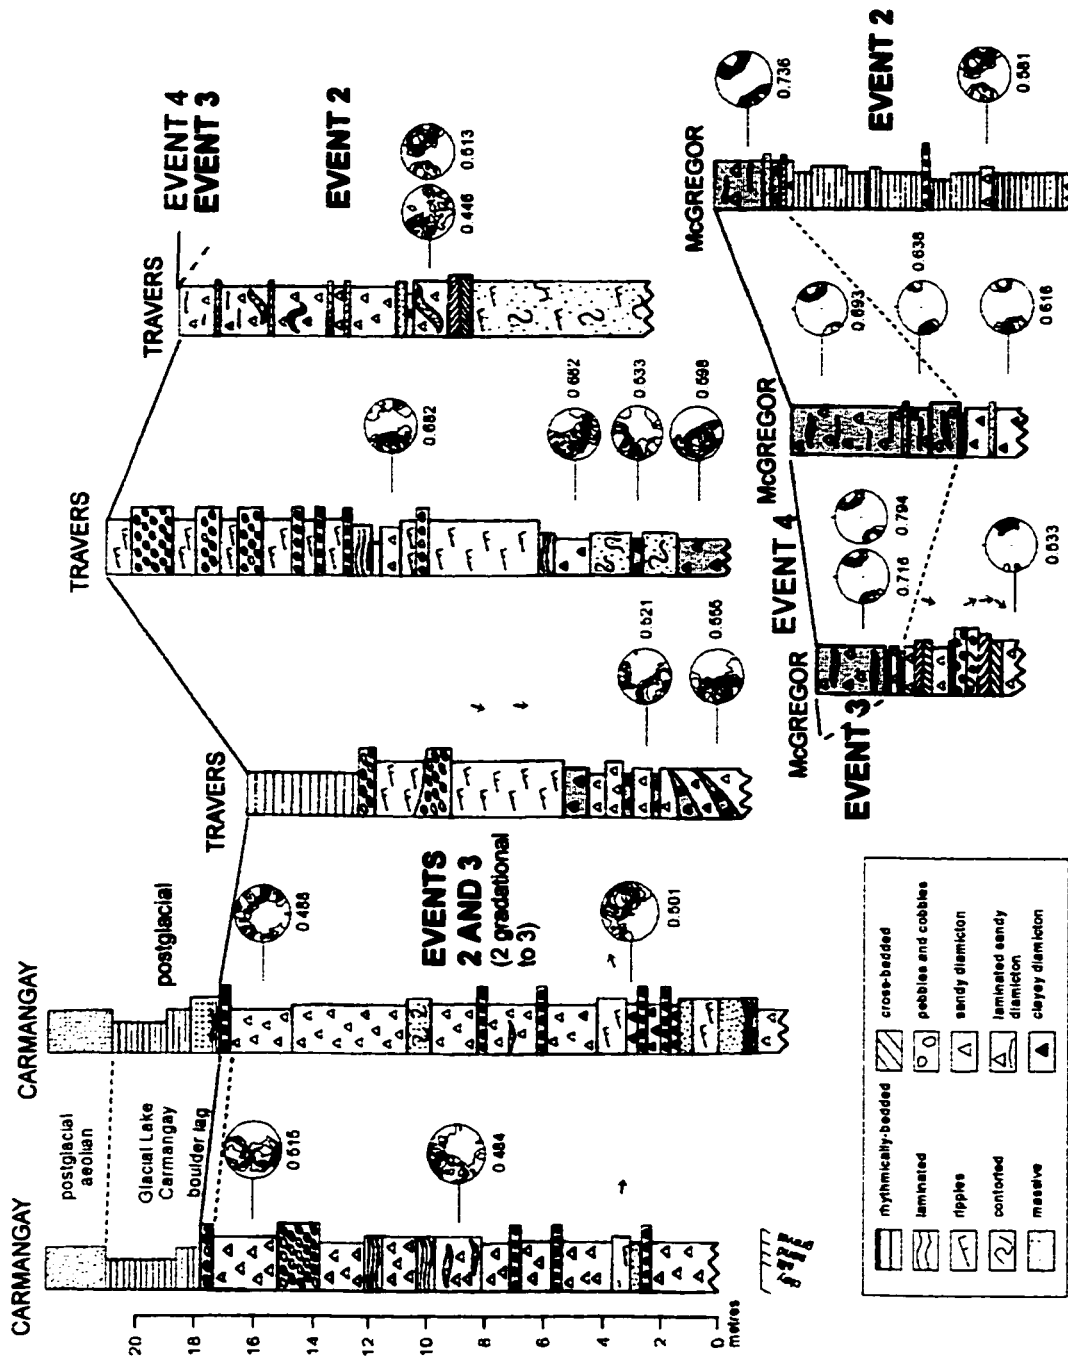 CARMANGAY
CARMANGAY
TRAVERS
TRAVERS
TRAVERS
McGREGOR
McGREGOR
McGREGOR
postglacial
aeolian
Glacial Lake
Carmangay
boulder lag
postglacial
EVENTS
2 AND 3
(2 gradational
to 3)
EVENT 4
EVENT 3
EVENT 2
EVENT 3
EVENT 4
EVENT 2
0.515
0.484
0.488
0.501
0.521
0.555
0.682
0.662
0.533
0.698
0.446
0.513
0.716
0.794
0.533
0.693
0.638
0.616
0.736
0.581
20
18
16
14
12
10
8
6
4
2
0
metres
rhythmically-bedded
laminated
ripples
contorted
massive
cross-bedded
pebbles and cobbles
sandy diamicton
laminated sandy
diamicton
clayey diamicton